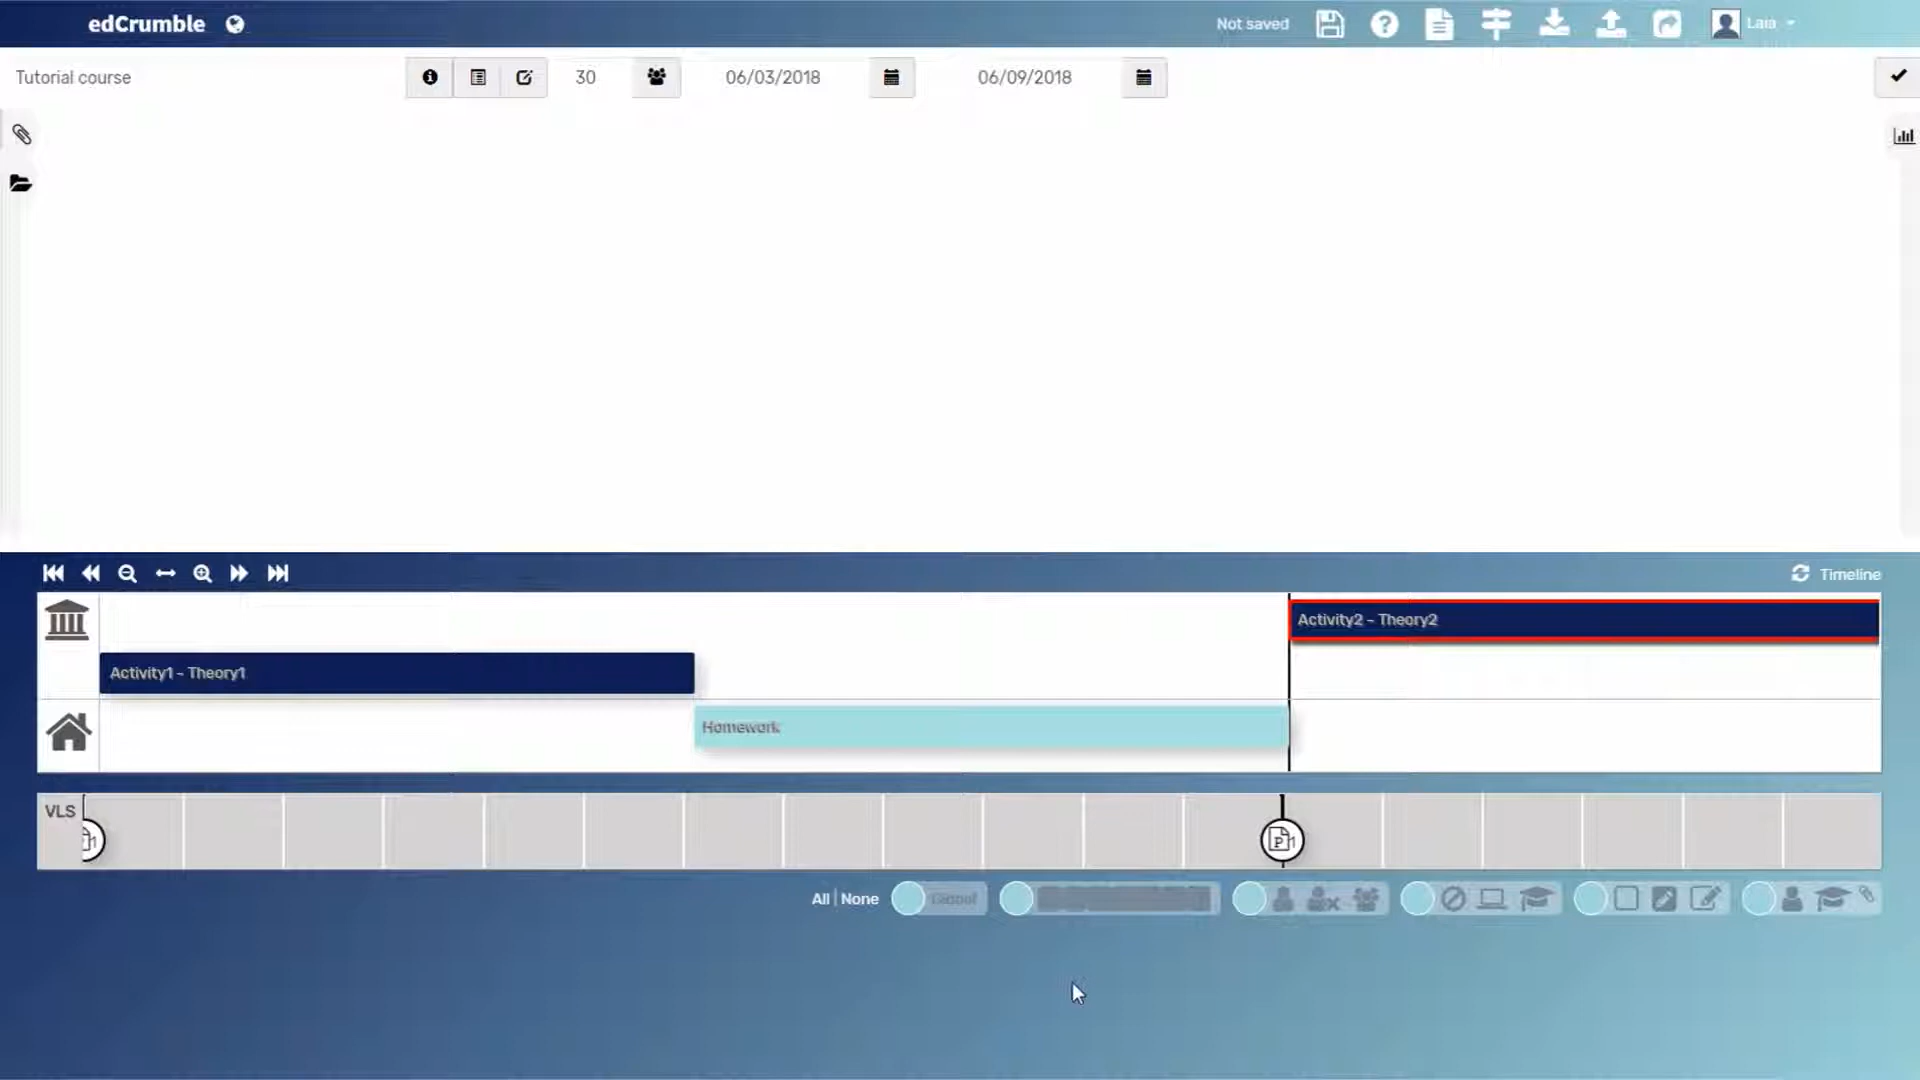 edCrumble
Not saved
Laia
Tutorial course
30
06/03/2018
06/09/2018
Timeline
Activity2 - Theory2
Activity1 - Theory1
Homework
VLS
All | None